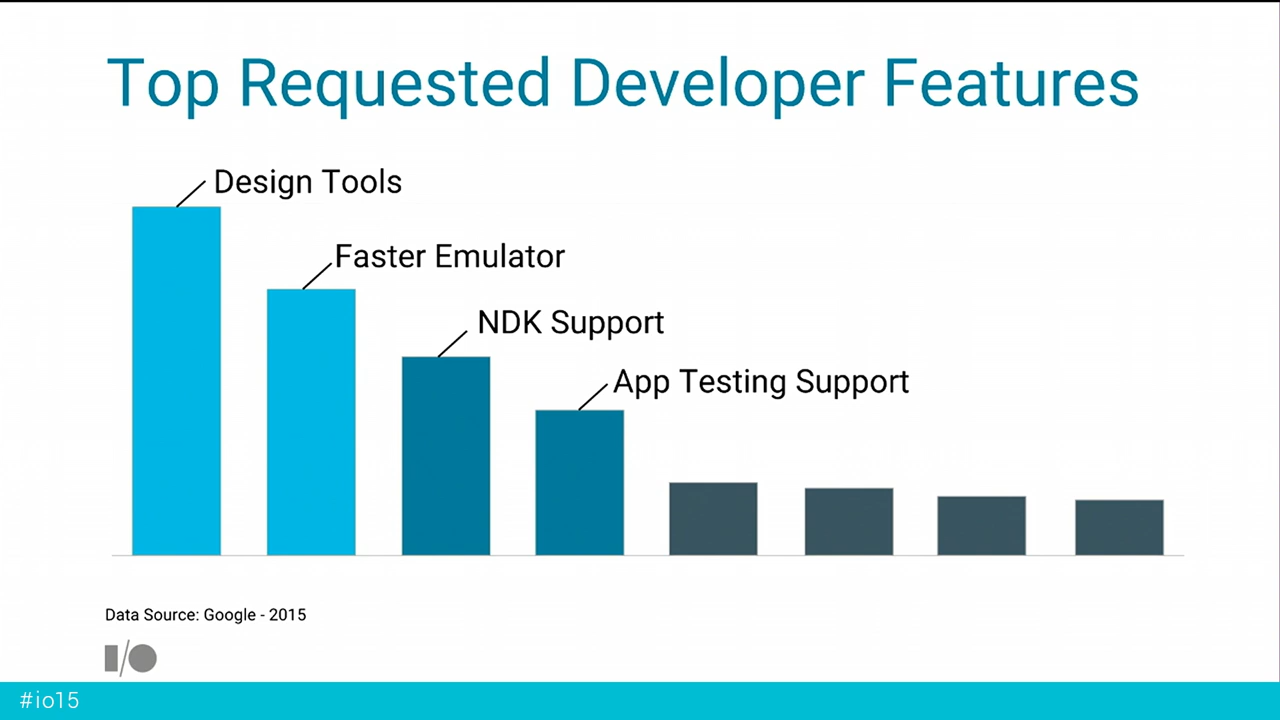 Top Requested Developer Features
Design Tools
Faster Emulator
NDK Support
App Testing Support
Data Source: Google - 2015
I/O
#io15